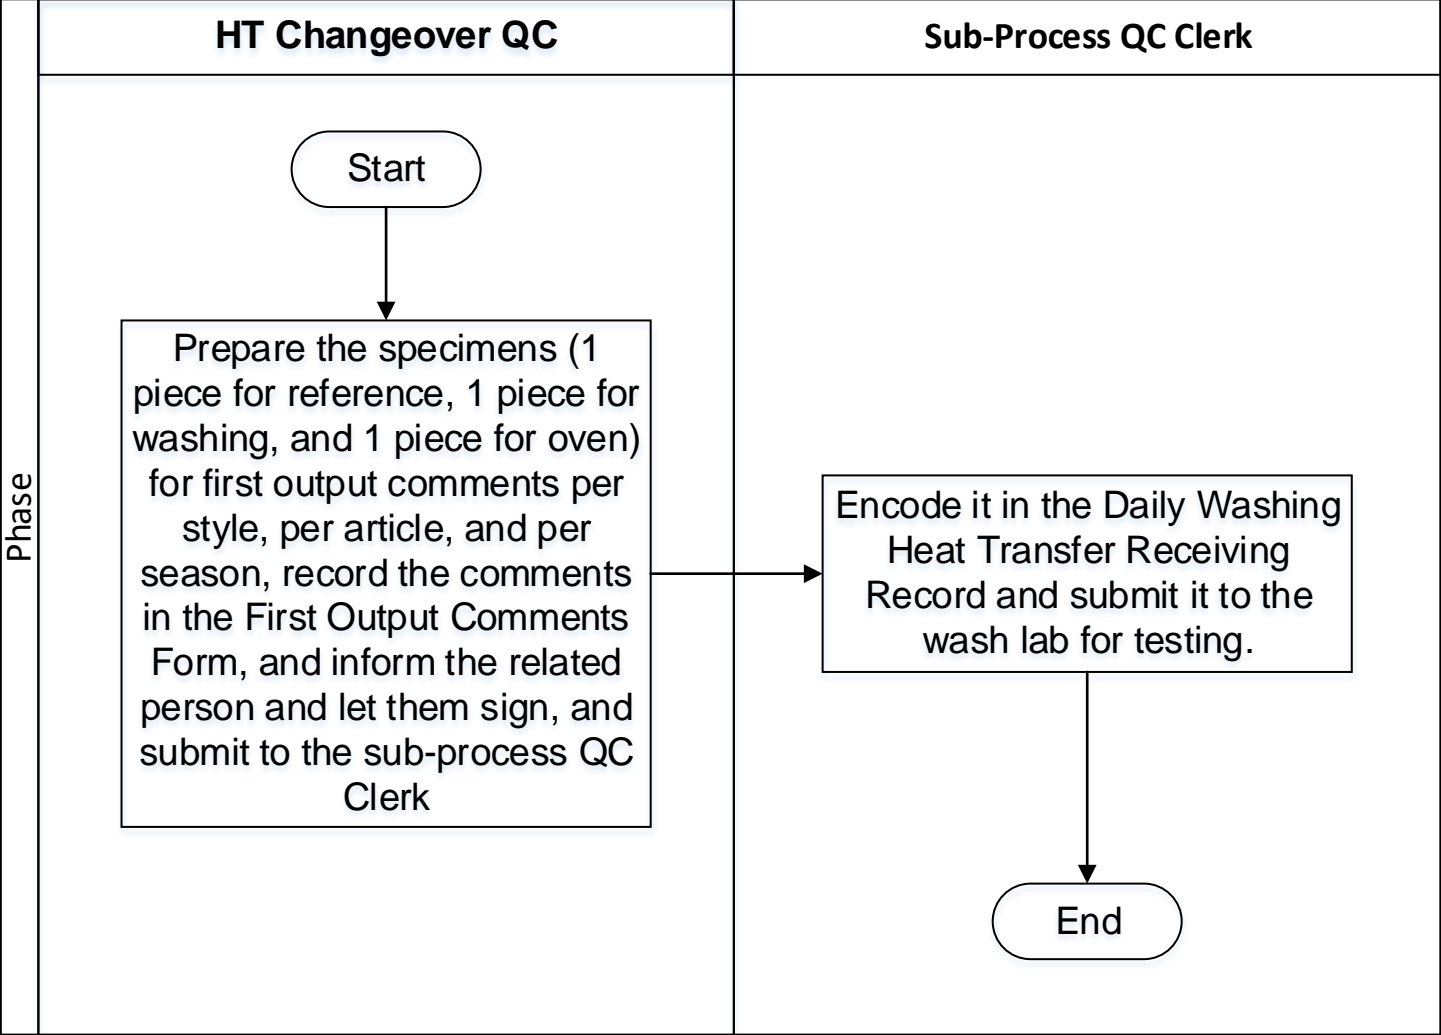 HT Changeover QC
Sub-Process QC Clerk
Phase
Start
Prepare the specimens (1
piece for reference, 1 piece for
washing, and 1 piece for oven)
for first output comments per
style, per article, and per
season, record the comments
in the First Output Comments
Form, and inform the related
person and let them sign, and
submit to the sub-process QC
Clerk
Encode it in the Daily Washing
Heat Transfer Receiving
Record and submit it to the
wash lab for testing.
End